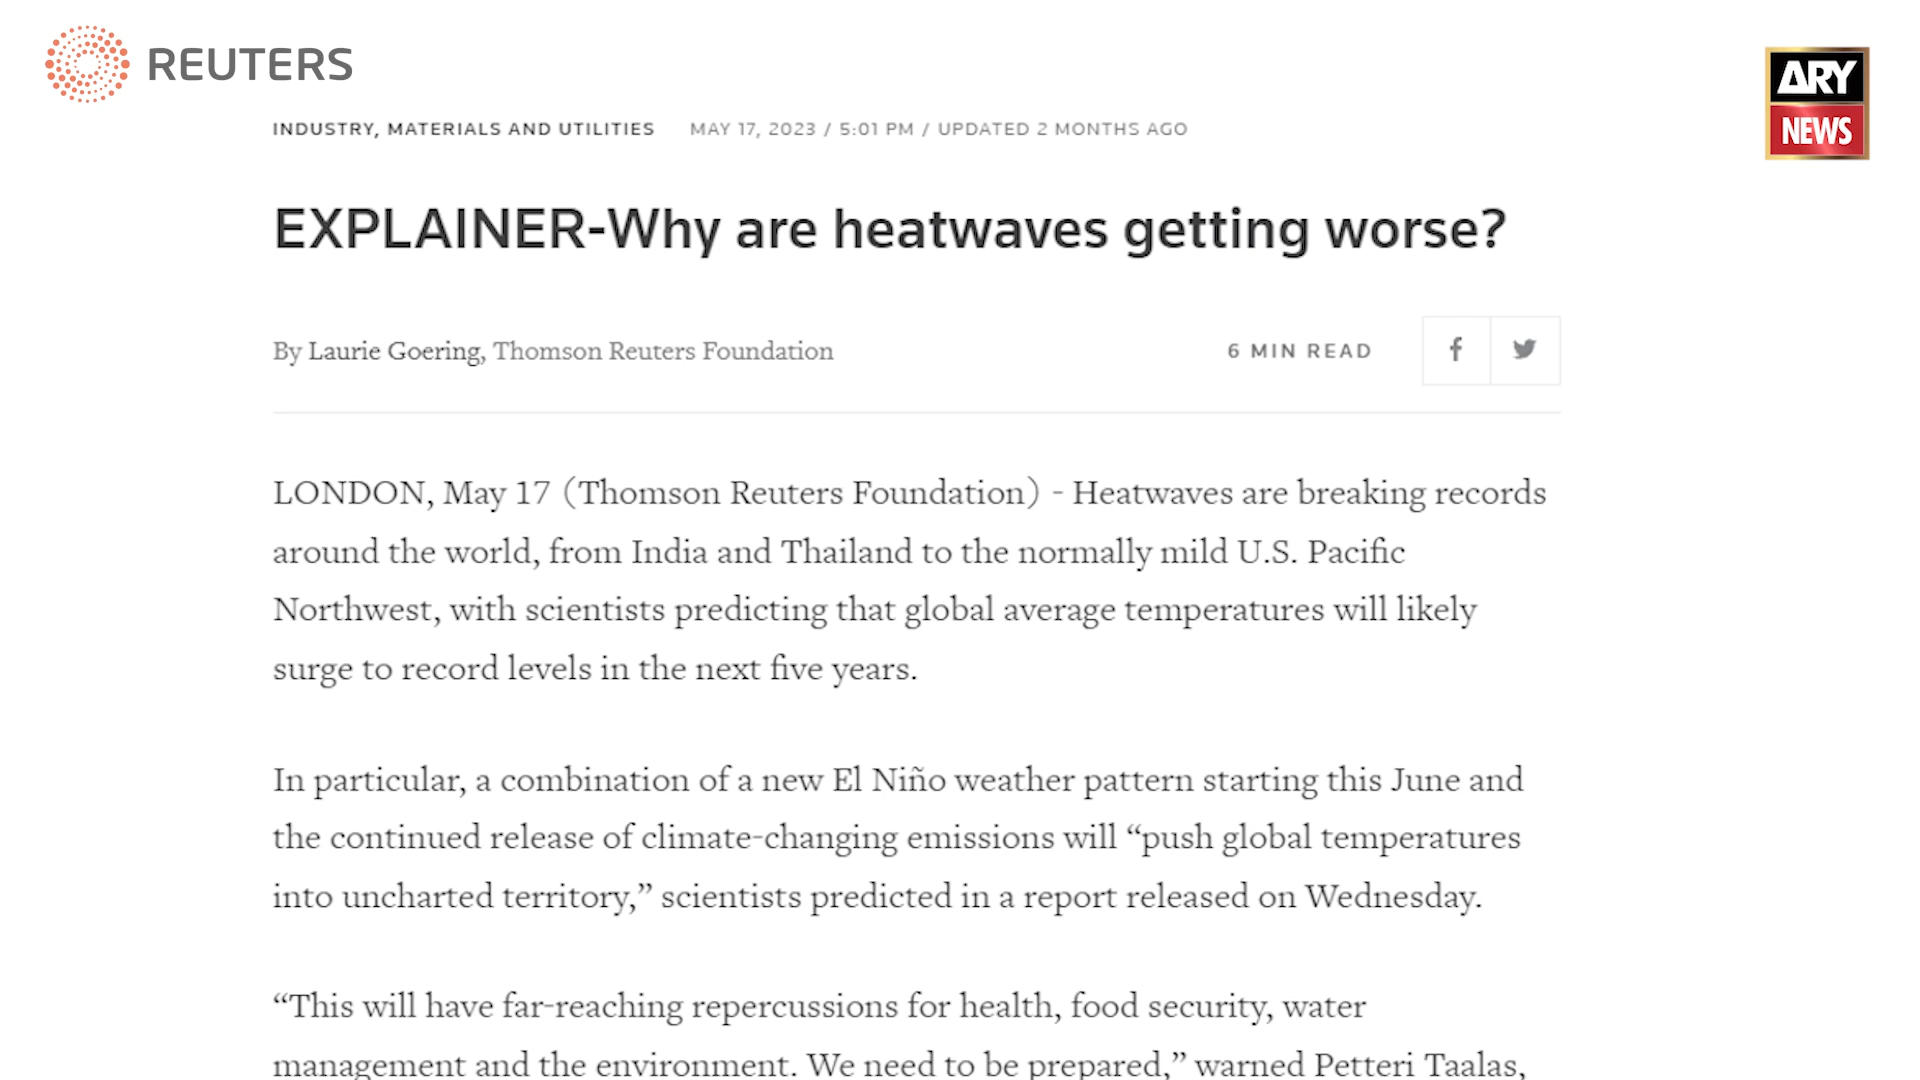 REUTERS
ARY
NEWS
INDUSTRY, MATERIALS AND UTILITIES MAY 17, 2023 / 5:01 PM / UPDATED 2 MONTHS AGO
EXPLAINER-Why are heatwaves getting worse?
By Laurie Goering, Thomson Reuters Foundation
6 MIN READ
LONDON, May 17 (Thomson Reuters Foundation) - Heatwaves are breaking records
around the world, from India and Thailand to the normally mild U.S. Pacific
Northwest, with scientists predicting that global average temperatures will likely
surge to record levels in the next five years.
In particular, a combination of a new El Niño weather pattern starting this June and
the continued release of climate-changing emissions will “push global temperatures
into uncharted territory,” scientists predicted in a report released on Wednesday.
“This will have far-reaching repercussions for health, food security, water
management and the environment. We need to be prepared,” warned Petteri Taalas,